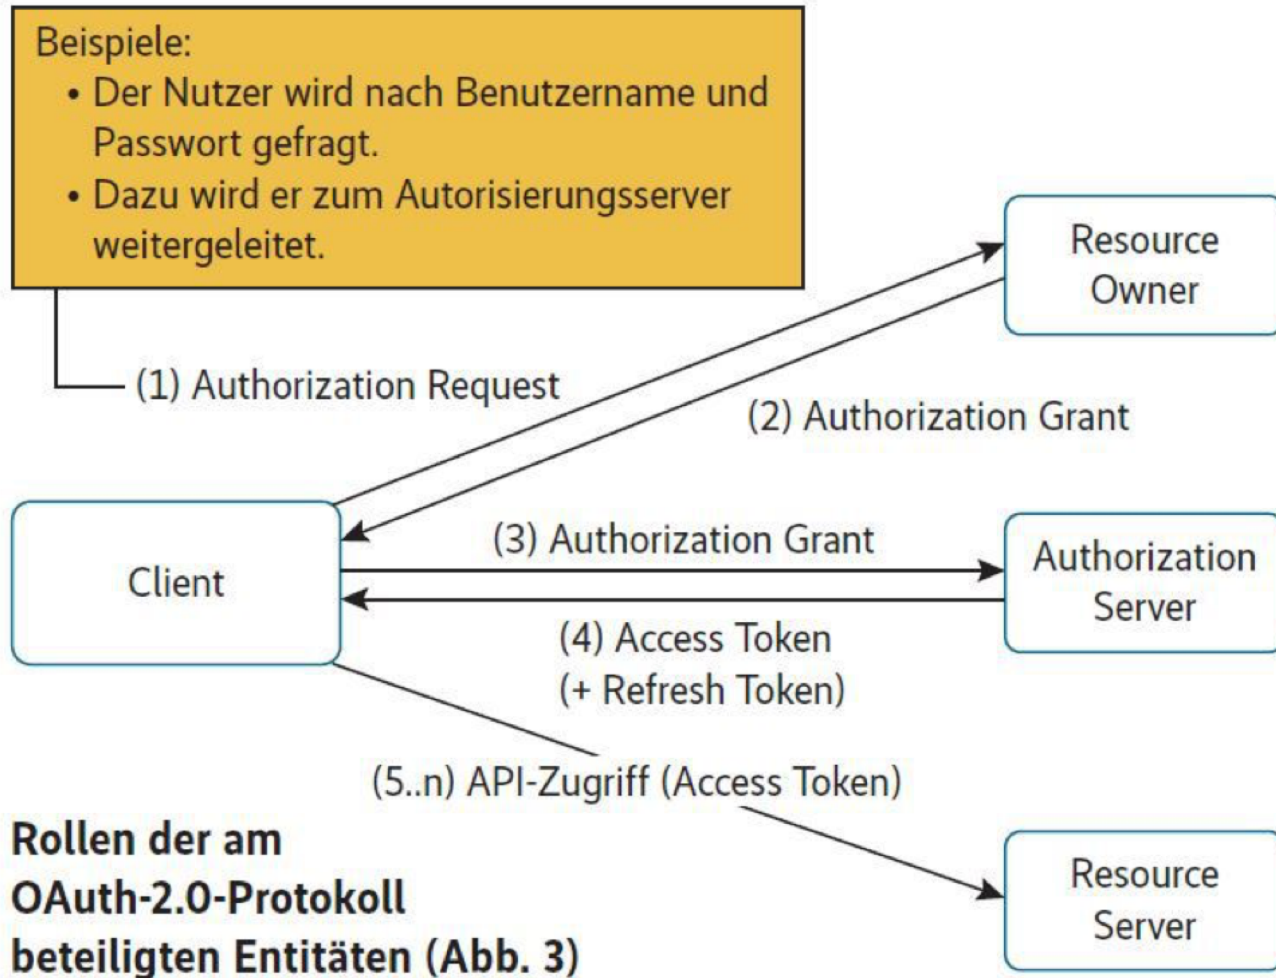 Beispiele:
• Der Nutzer wird nach Benutzername und
Passwort gefragt.
• Dazu wird er zum Autorisierungsserver
weitergeleitet.
Resource
Owner
(1) Authorization Request
(2) Authorization Grant
Client
(3) Authorization Grant
Authorization
Server
(4) Access Token
(+ Refresh Token)
(5..n) API-Zugriff (Access Token)
Resource
Server
Rollen der am
OAuth-2.0-Protokoll
beteiligten Entitäten (Abb. 3)